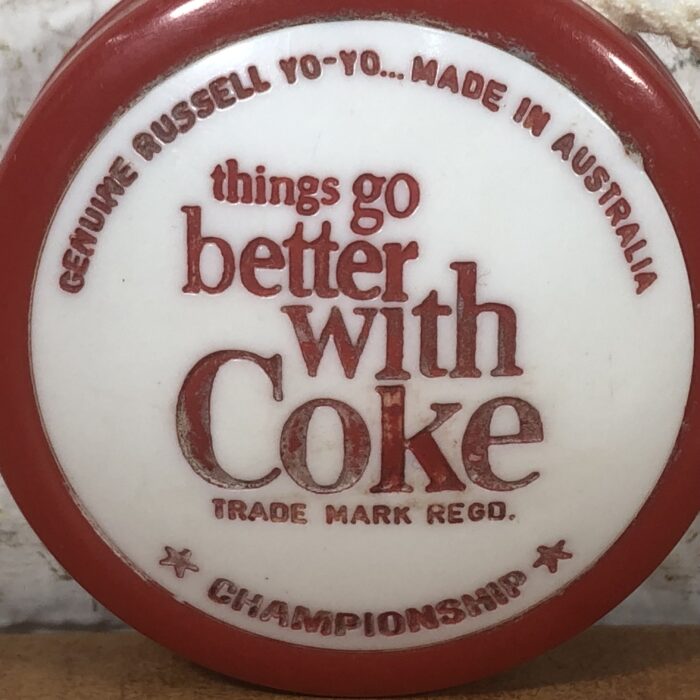 GENUINE RUSSELL YO-YO... MADE IN AUSTRALIA
things go
better
with
Coke
TRADE MARK REGD.
CHAMPIONSHIP